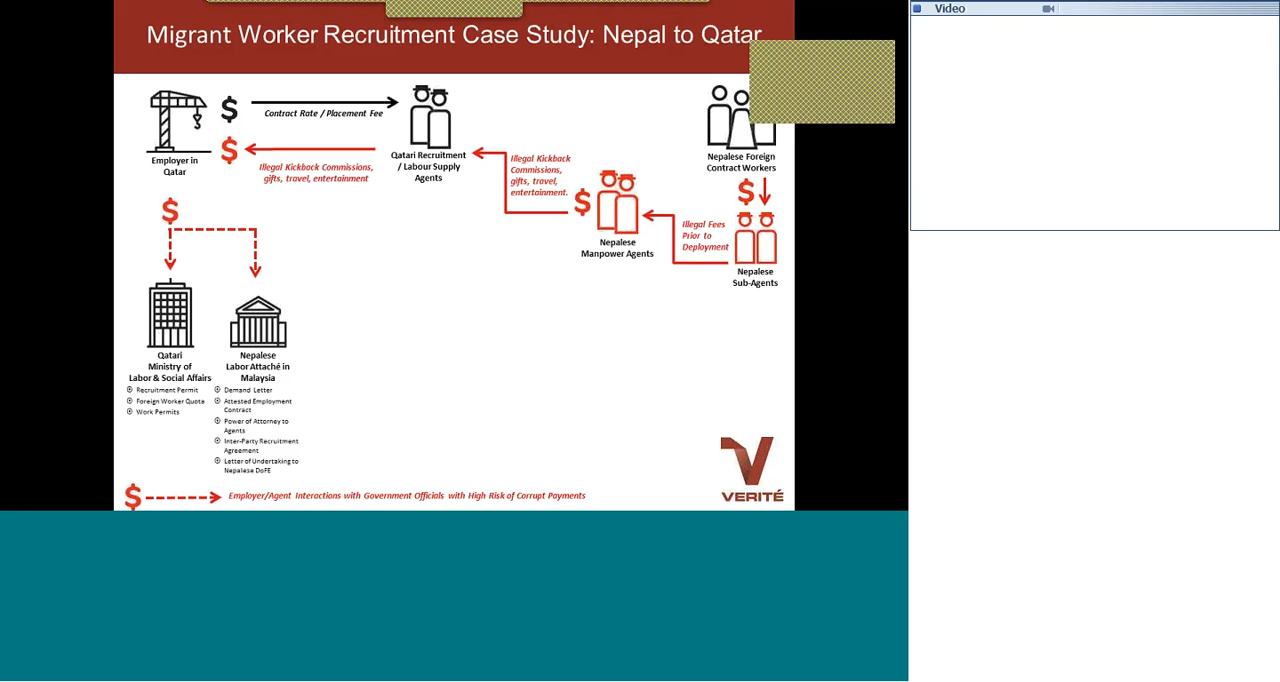 Video
Migrant Worker Recruitment Case Study: Nepal to Qatar
$
Contract Rate / Placement Fee
$
Illegal Kickback Commissions,
gifts, travel, entertainment
Employer in
Qatar
Qatari Recruitment
/ Labour Supply
Agents
Illegal Kickback
Commissions,
gifts, travel,
entertainment.
$
Nepalese
Manpower Agents
Nepalese Foreign
Contract Workers
$
Illegal Fees
Prior to
Deployment
Nepalese
Sub-Agents
$
Qatari
Ministry of
Labor & Social Affairs
Recruitment Permit
Foreign Worker Quota
Work Permits
Nepalese
Labor Attaché in
Malaysia
Demand Letter
Attested Employment
Contract
Power of Attorney to
Agents
Inter-Party Recruitment
Agreement
Letter of Undertaking to
Nepalese DoFE
$
Employer/Agent Interactions with Government Officials with High Risk of Corrupt Payments
VERITÉ